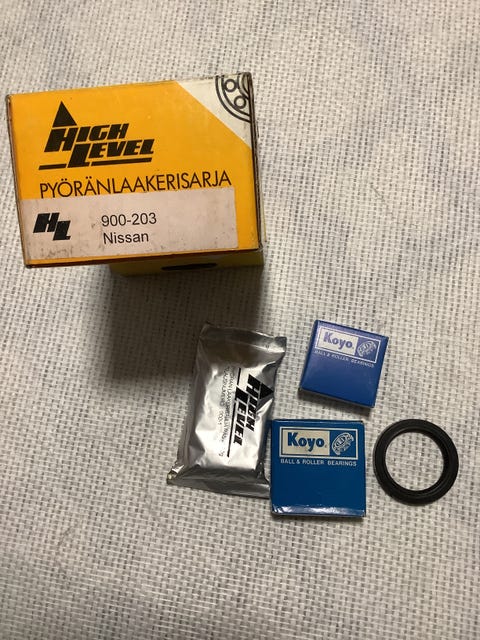 HIGH
LEVEL
PYÖRÄNLAAKERISARJA
HL
900-203
Nissan
Koyo
BALL & ROLLER BEARINGS
HIGH
LEVEL
Koyo
BALL & ROLLER BEARINGS